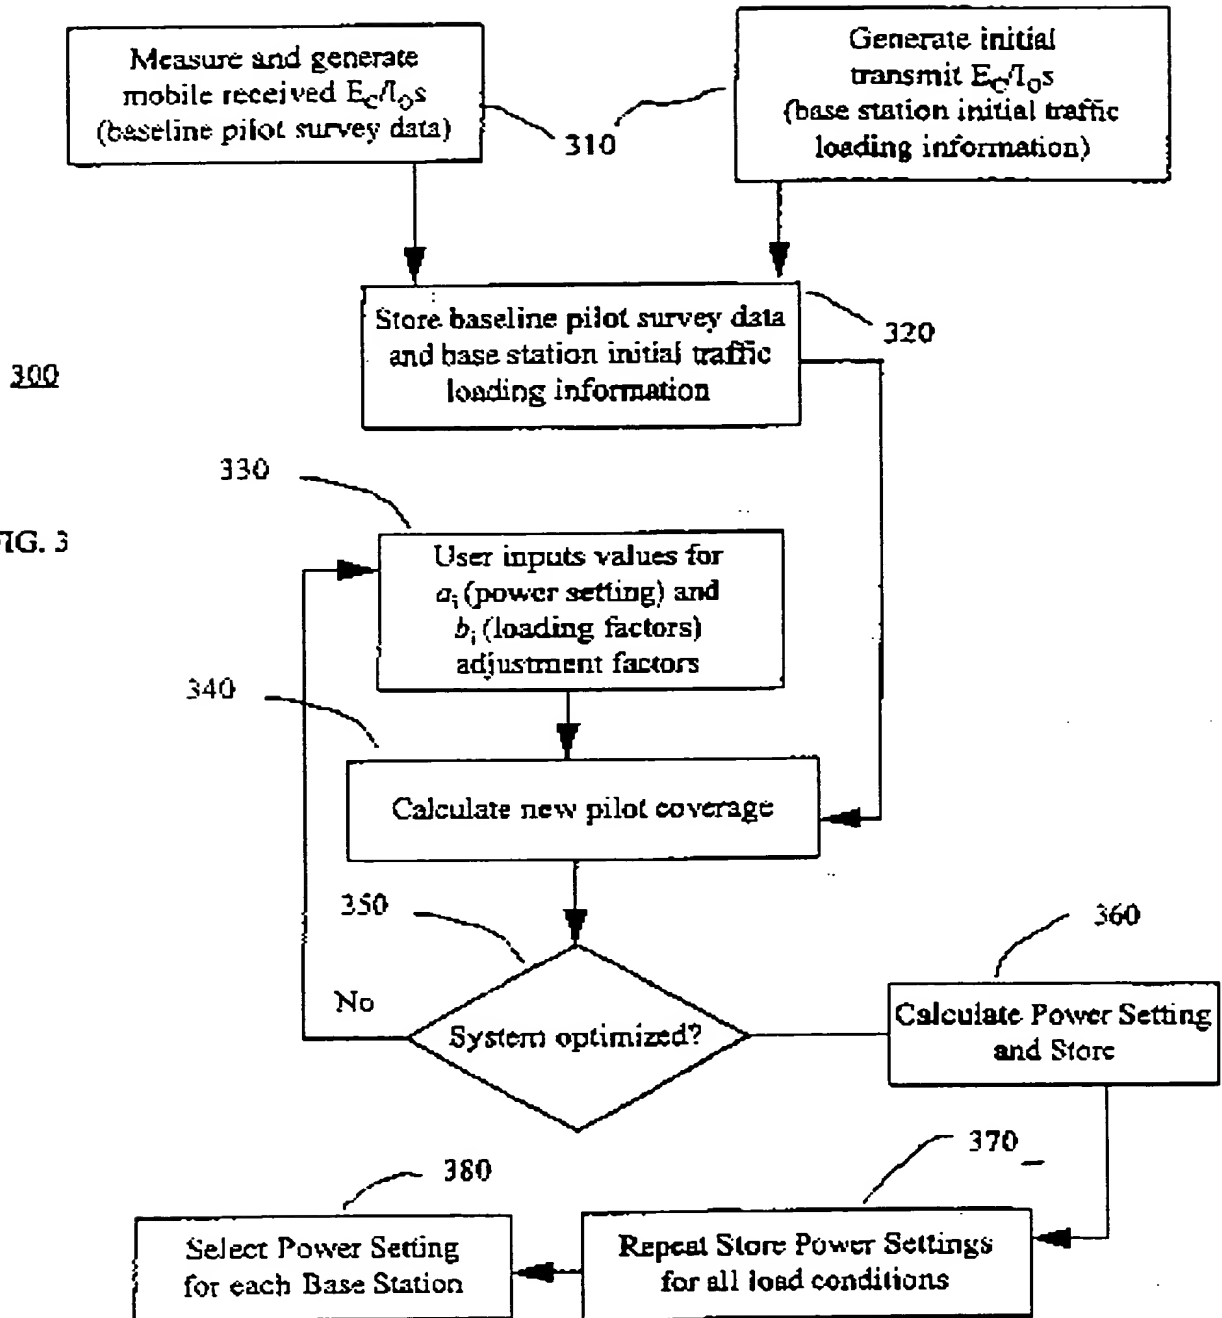 Measure and generate
mobile received EC/IOs
(baseline pilot survey data)
Generate initial
transmit EC/IOs
(base station initial traffic
loading information)
310
Store baseline pilot survey data
and base station initial traffic
loading information
320
300
330
FIG. 3
User inputs values for
ai (power setting) and
bi (loading factors)
adjustment factors
340
Calculate new pilot coverage
350
360
No
System optimized?
Calculate Power Setting
and Store
370
380
Select Power Setting
for each Base Station
Repeat Store Power Settings
for all load conditions